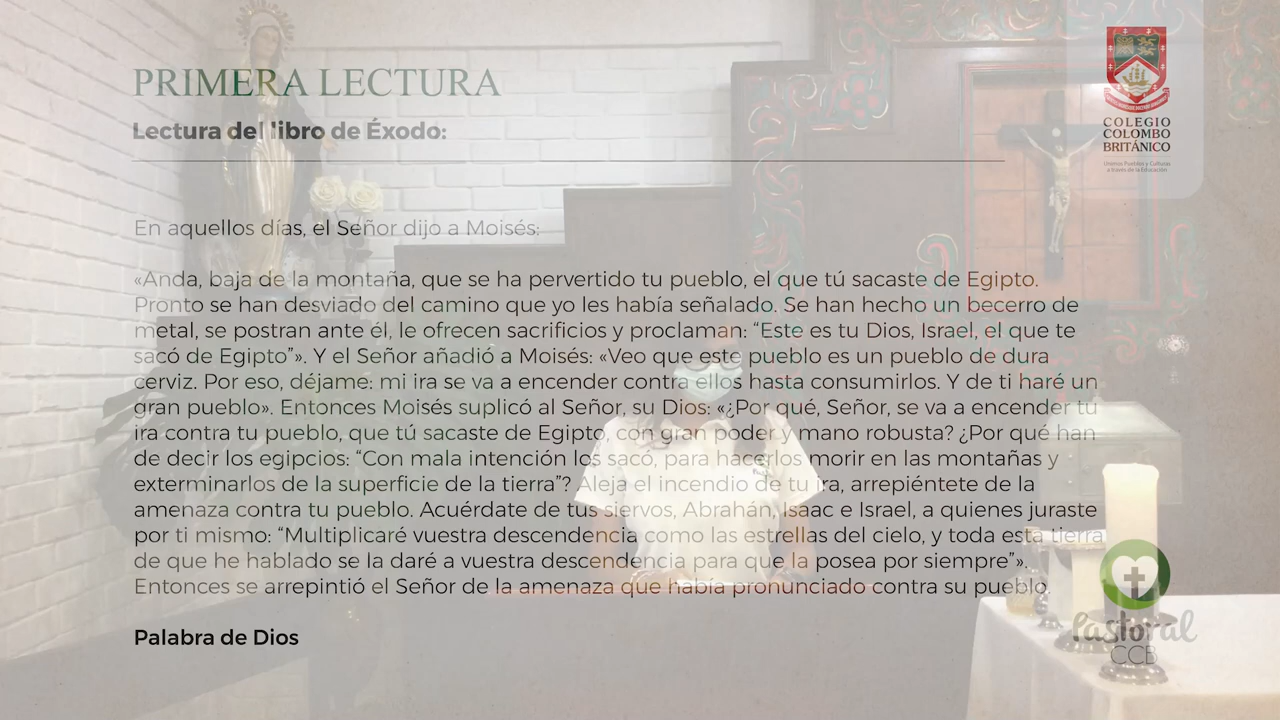 PRIMERA LECTURA
Lectura del libro de Éxodo:
COLEGIO
COLOMBO
BRITÁNICO
Unimos Pueblos y Culturas
a través de la Educación
En aquellos días, el Señor dijo a Moisés:
«Anda, baja de la montaña, que se ha pervertido tu pueblo, el que tú sacaste de Egipto.
Pronto se han desviado del camino que yo les había señalado. Se han hecho un becerro de
metal, se postran ante él, le ofrecen sacrificios y proclaman: “Este es tu Dios, Israel, el que te
sacó de Egipto”». Y el Señor añadió a Moisés: «Veo que este pueblo es un pueblo de dura
cerviz. Por eso, déjame: mi ira se va a encender contra ellos hasta consumirlos. Y de ti haré un
gran pueblo». Entonces Moisés suplicó al Señor, su Dios: «¿Por qué, Señor, se va a encender tu
ira contra tu pueblo, que tú sacaste de Egipto, con gran poder y mano robusta? ¿Por qué han
de decir los egipcios: “Con mala intención los sacó, para hacerlos morir en las montañas y
exterminarlos de la superficie de la tierra”? Aleja el incendio de tu ira, arrepiéntete de la
amenaza contra tu pueblo. Acuérdate de tus siervos, Abrahán, Isaac e Israel, a quienes juraste
por ti mismo: “Multiplicaré vuestra descendencia como las estrellas del cielo, y toda esta tierra
de que he hablado se la daré a vuestra descendencia para que la posea por siempre”».
Entonces se arrepintió el Señor de la amenaza que había pronunciado contra su pueblo.
Palabra de Dios
Pastoral
CCB